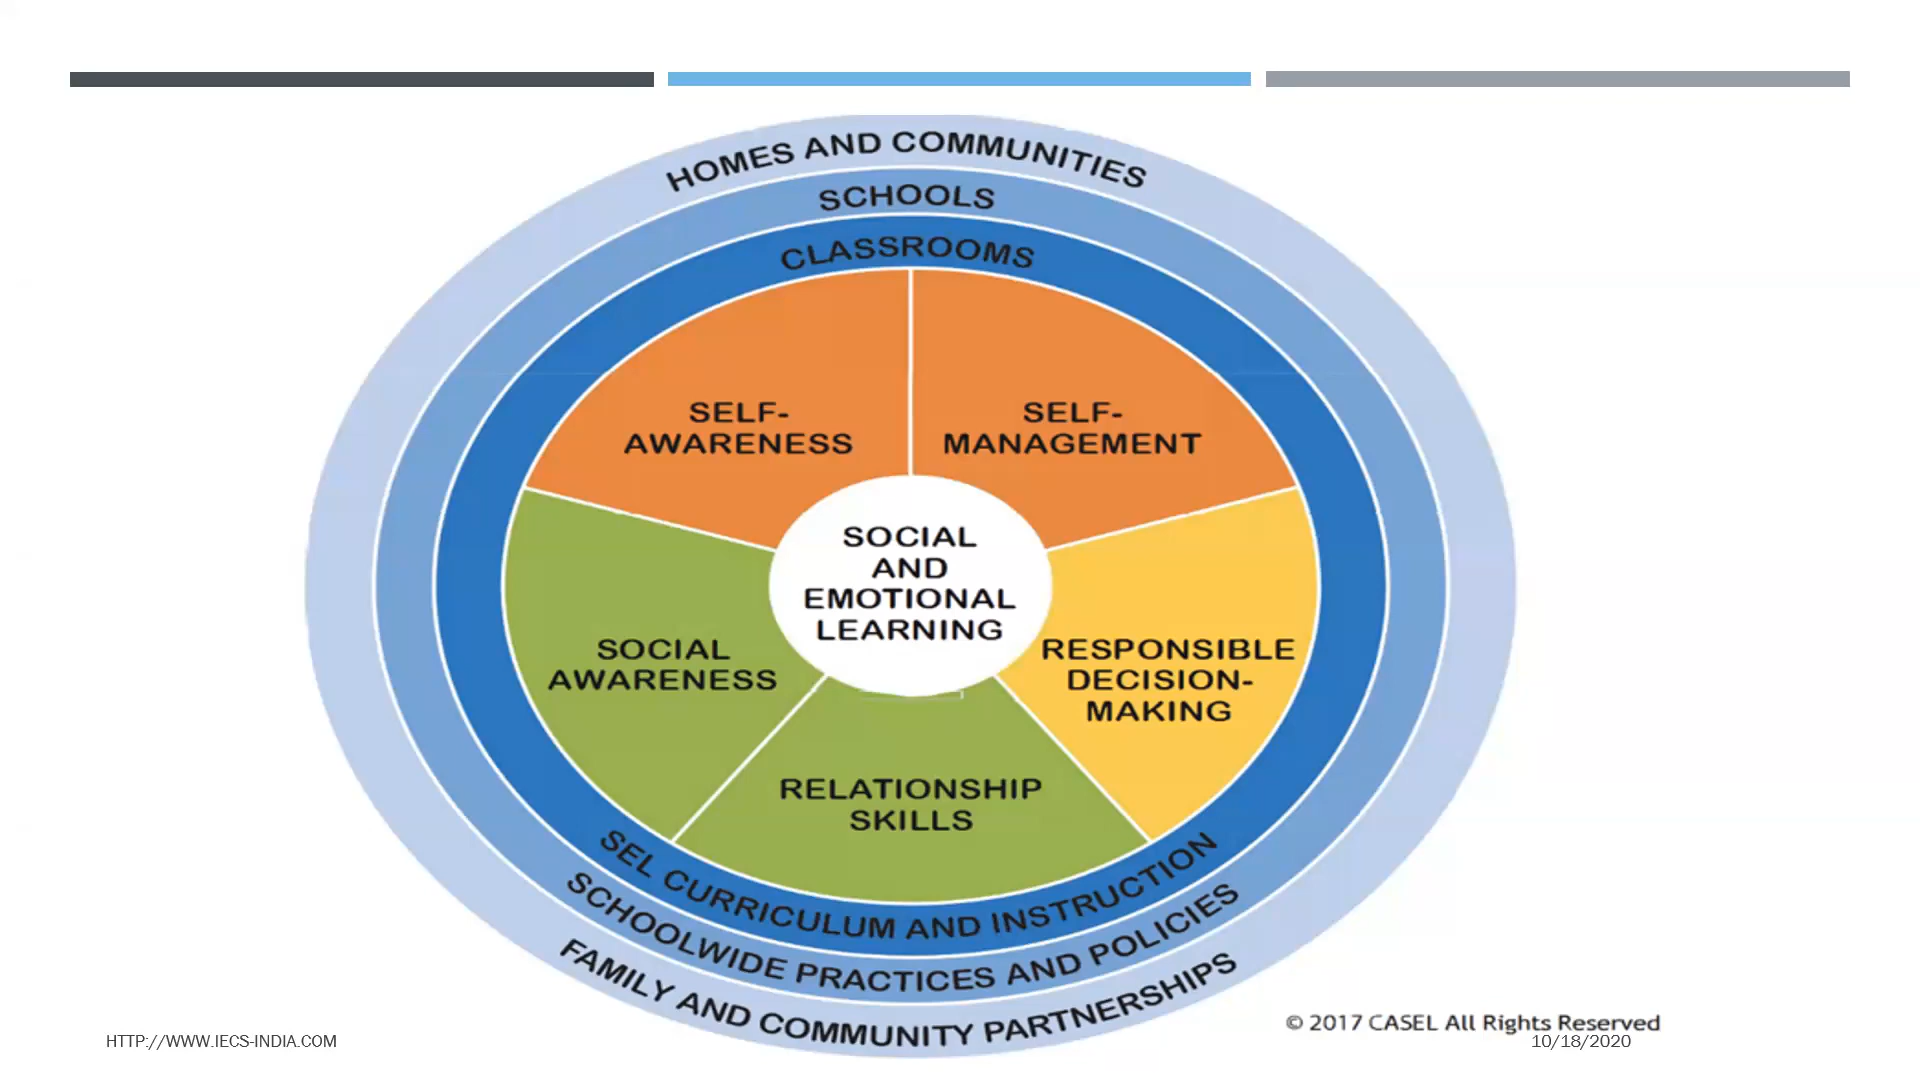 HOMES AND COMMUNITIES
SCHOOLS
CLASSROOMS
SELF-
AWARENESS
SELF-
MANAGEMENT
SOCIAL
AND
EMOTIONAL
LEARNING
SOCIAL
AWARENESS
RESPONSIBLE
DECISION-
MAKING
RELATIONSHIP
SKILLS
SEL CURRICULUM AND INSTRUCTION
SCHOOLWIDE PRACTICES AND POLICIES
FAMILY AND COMMUNITY PARTNERSHIPS
© 2017 CASEL All Rights Reserved
HTTP://WWW.IECS-INDIA.COM
10/18/2020